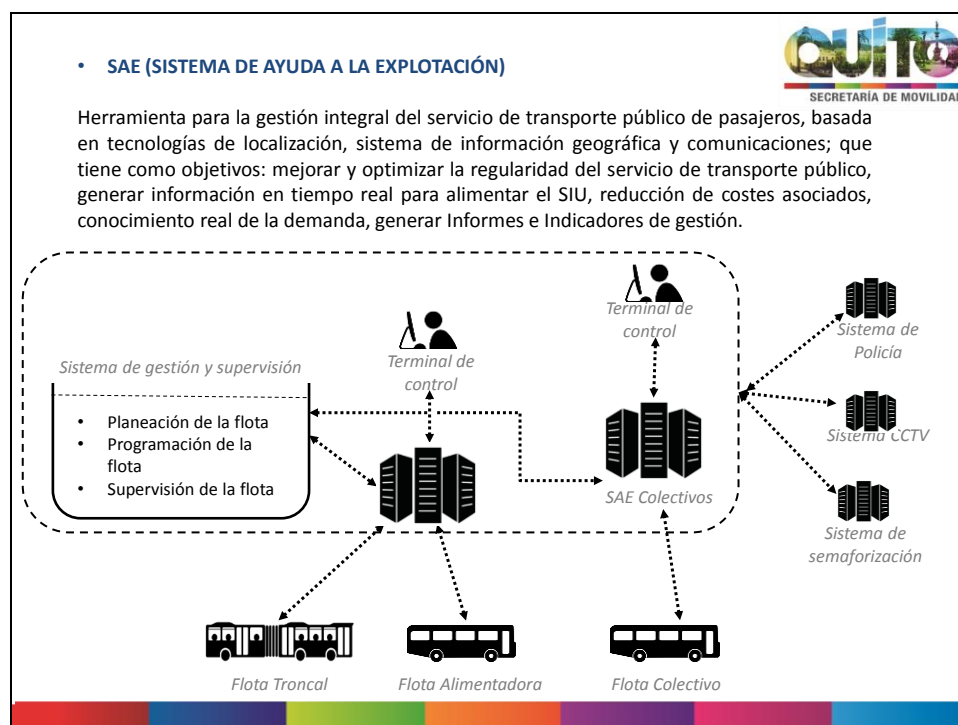 • SAE (SISTEMA DE AYUDA A LA EXPLOTACIÓN)
QUITO
SECRETARÍA DE MOVILIDAD
Herramienta para la gestión integral del servicio de transporte público de pasajeros, basada
en tecnologías de localización, sistema de información geográfica y comunicaciones; que
tiene como objetivos: mejorar y optimizar la regularidad del servicio de transporte público,
generar información en tiempo real para alimentar el SIU, reducción de costes asociados,
conocimiento real de la demanda, generar Informes e Indicadores de gestión.
Terminal de
control
Sistema de
Policía
Terminal de
control
Sistema de gestión y supervisión
• Planeación de la flota
• Programación de la
flota
• Supervisión de la flota
Sistema CCTV
SAE Colectivos
Sistema de
semaforización
Flota Troncal
Flota Alimentadora
Flota Colectivo